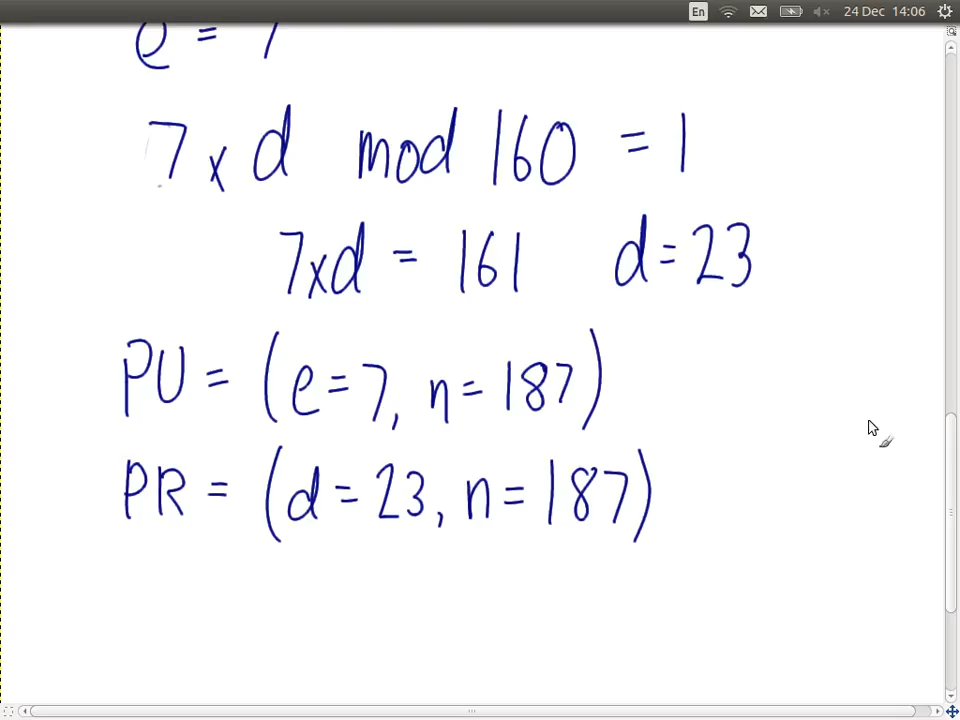 En 24 Dec 14:06
e = 7
7 x d mod 160 = 1
7xd = 161 d = 23
PU = (e = 7, n = 187)
PR = (d = 23, n = 187)